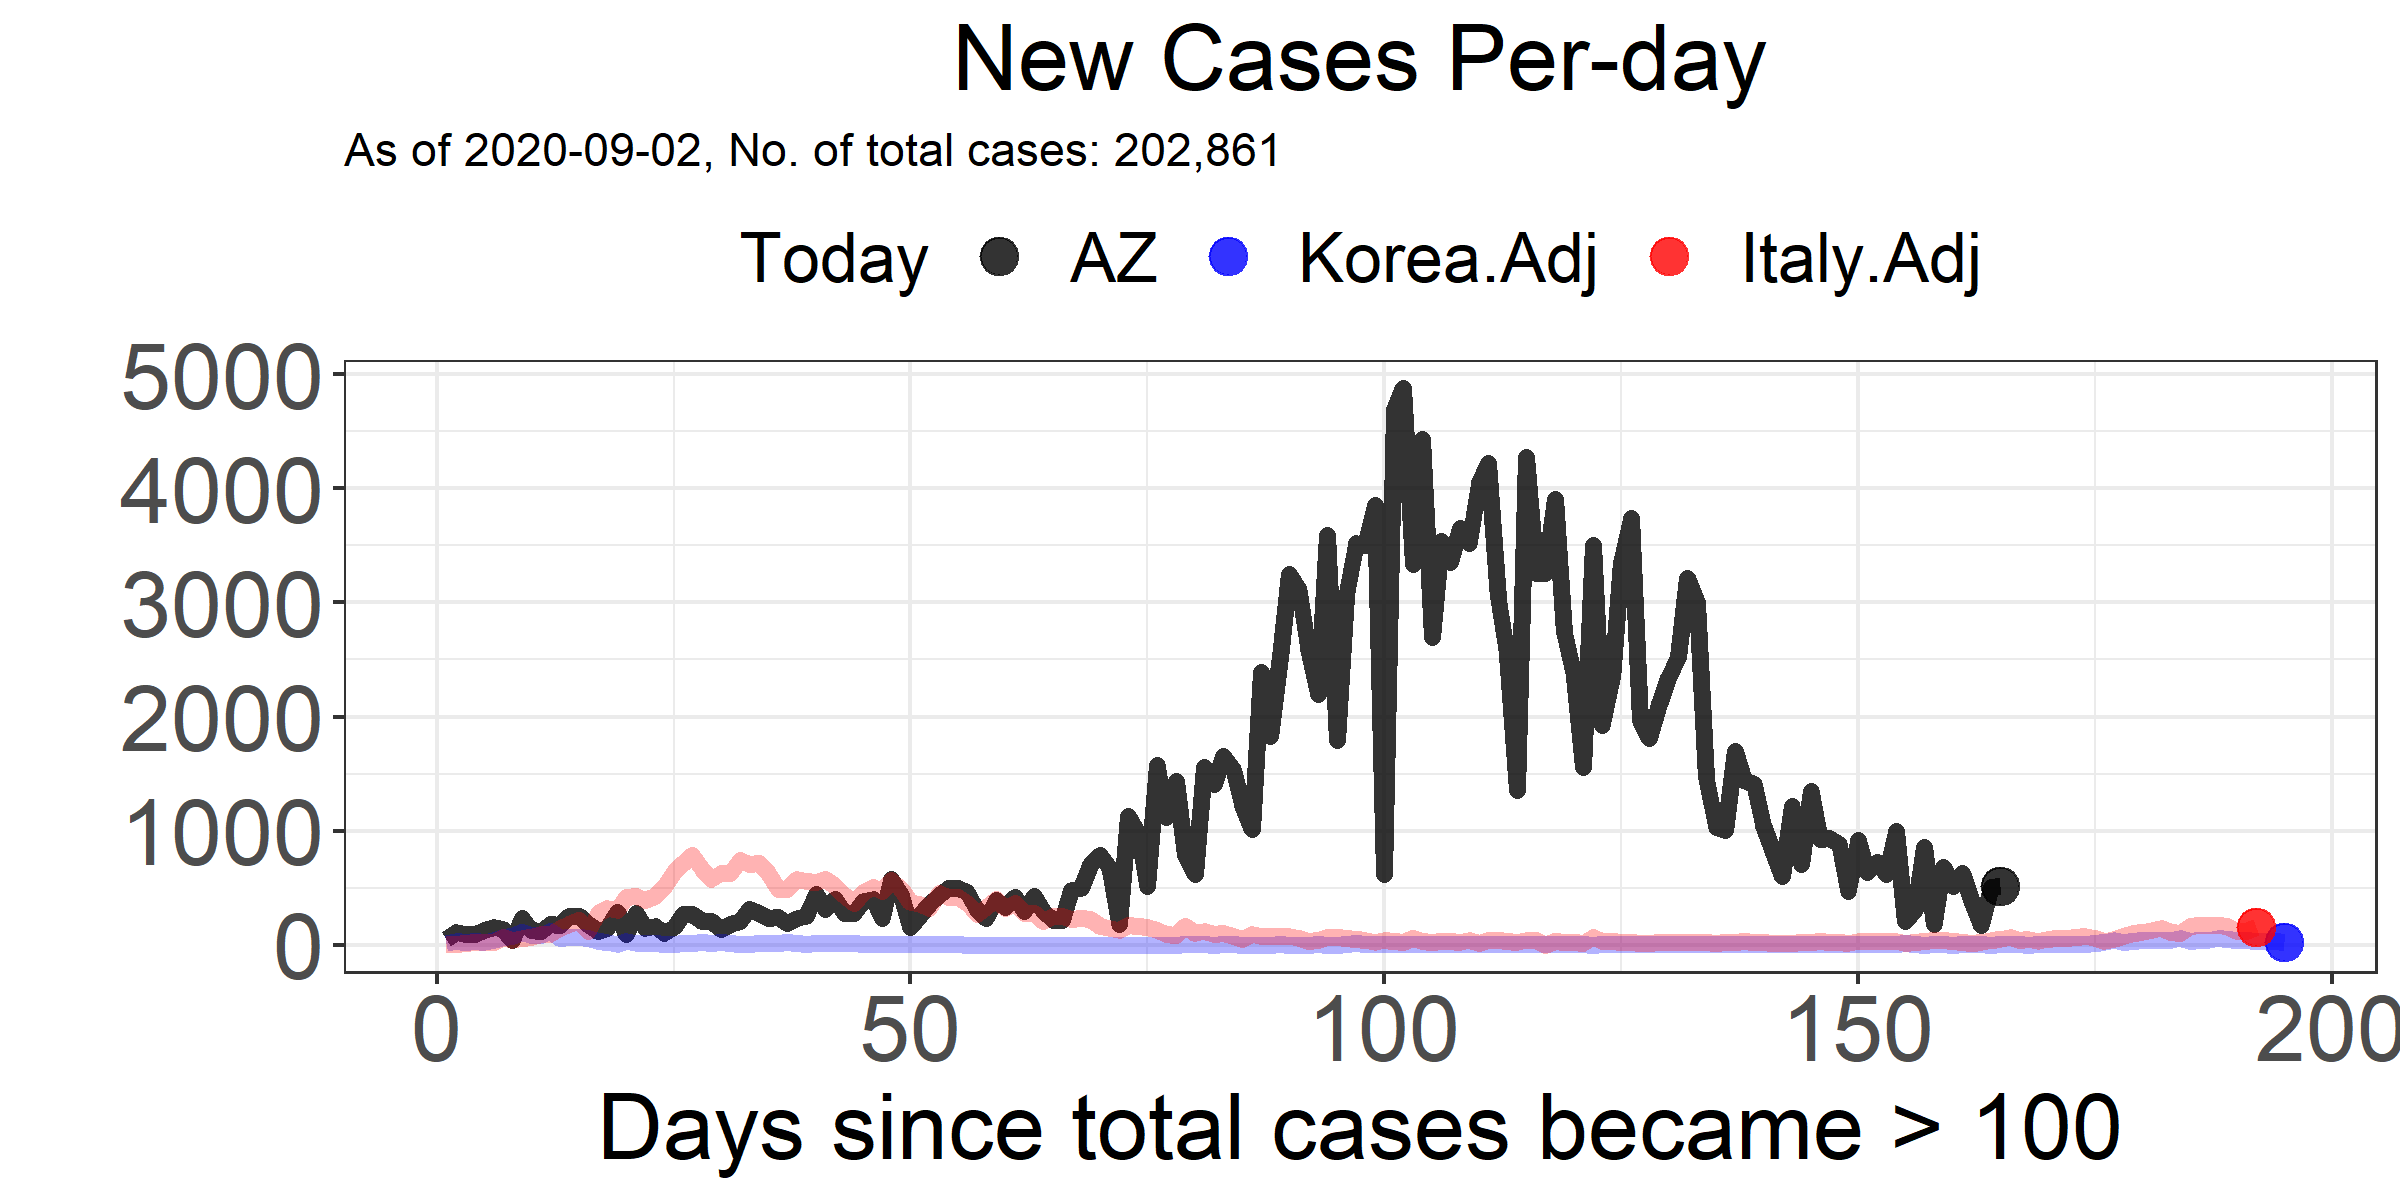 New Cases Per-day
As of 2020-09-02, No. of total cases: 202,861
Today AZ Korea.Adj Italy.Adj
5000
4000
3000
2000
1000
0
0 50 100 150 200
Days since total cases became > 100